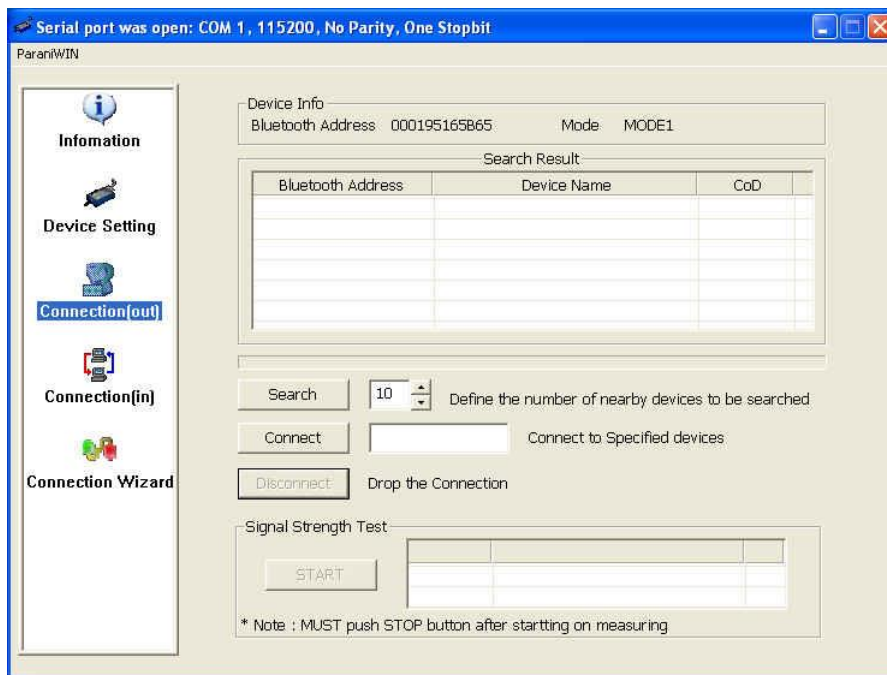 Serial port was open: COM 1, 115200, No Parity, One Stopbit
ParaniWIN
Infomation
Device Setting
Connection(out)
Connection(in)
Connection Wizard
Device Info
Bluetooth Address 000195165B65 Mode MODE1
Search Result
Bluetooth Address Device Name CoD
Search 10 Define the number of nearby devices to be searched
Connect Connect to Specified devices
Disconnect Drop the Connection
Signal Strength Test
START
* Note : MUST push STOP button after startting on measuring